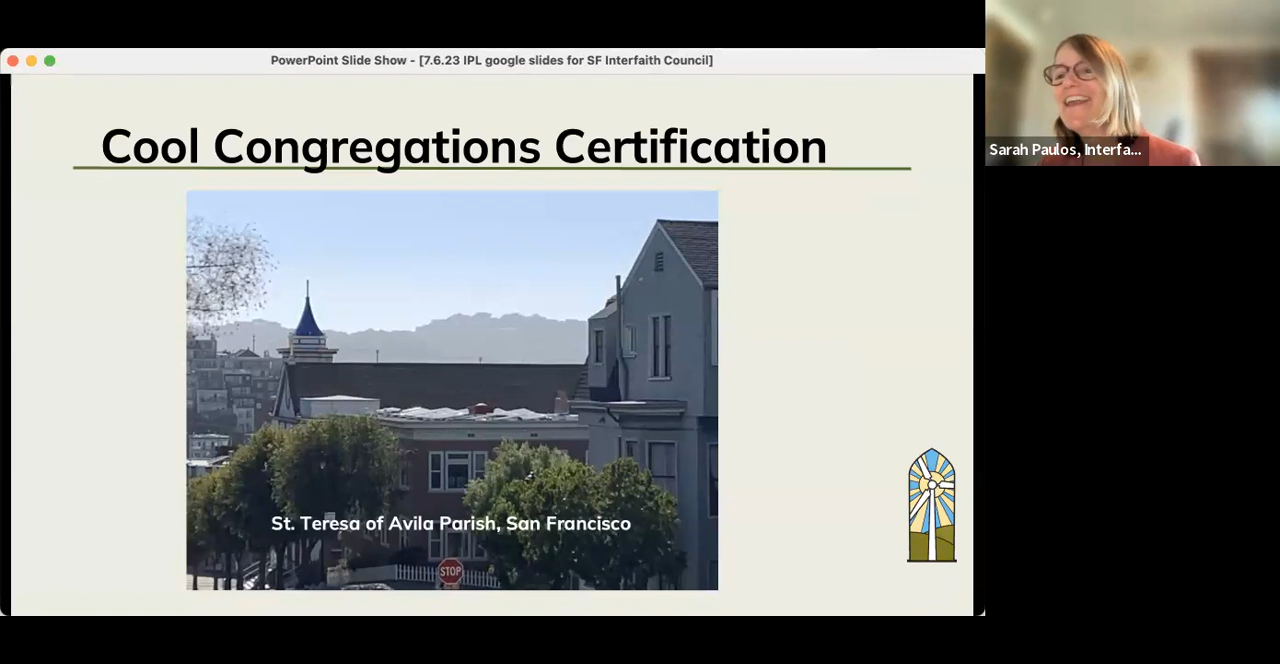 PowerPoint Slide Show - [7.6.23 IPL google slides for SF Interfaith Council]
Cool Congregations Certification
Sarah Paulos, Interfa...
St. Teresa of Avila Parish, San Francisco
STOP